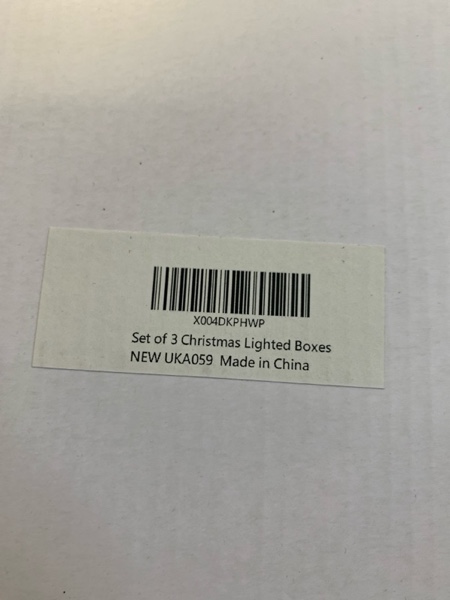 X004DKPHWP
Set of 3 Christmas Lighted Boxes
NEW UKA059 Made in China